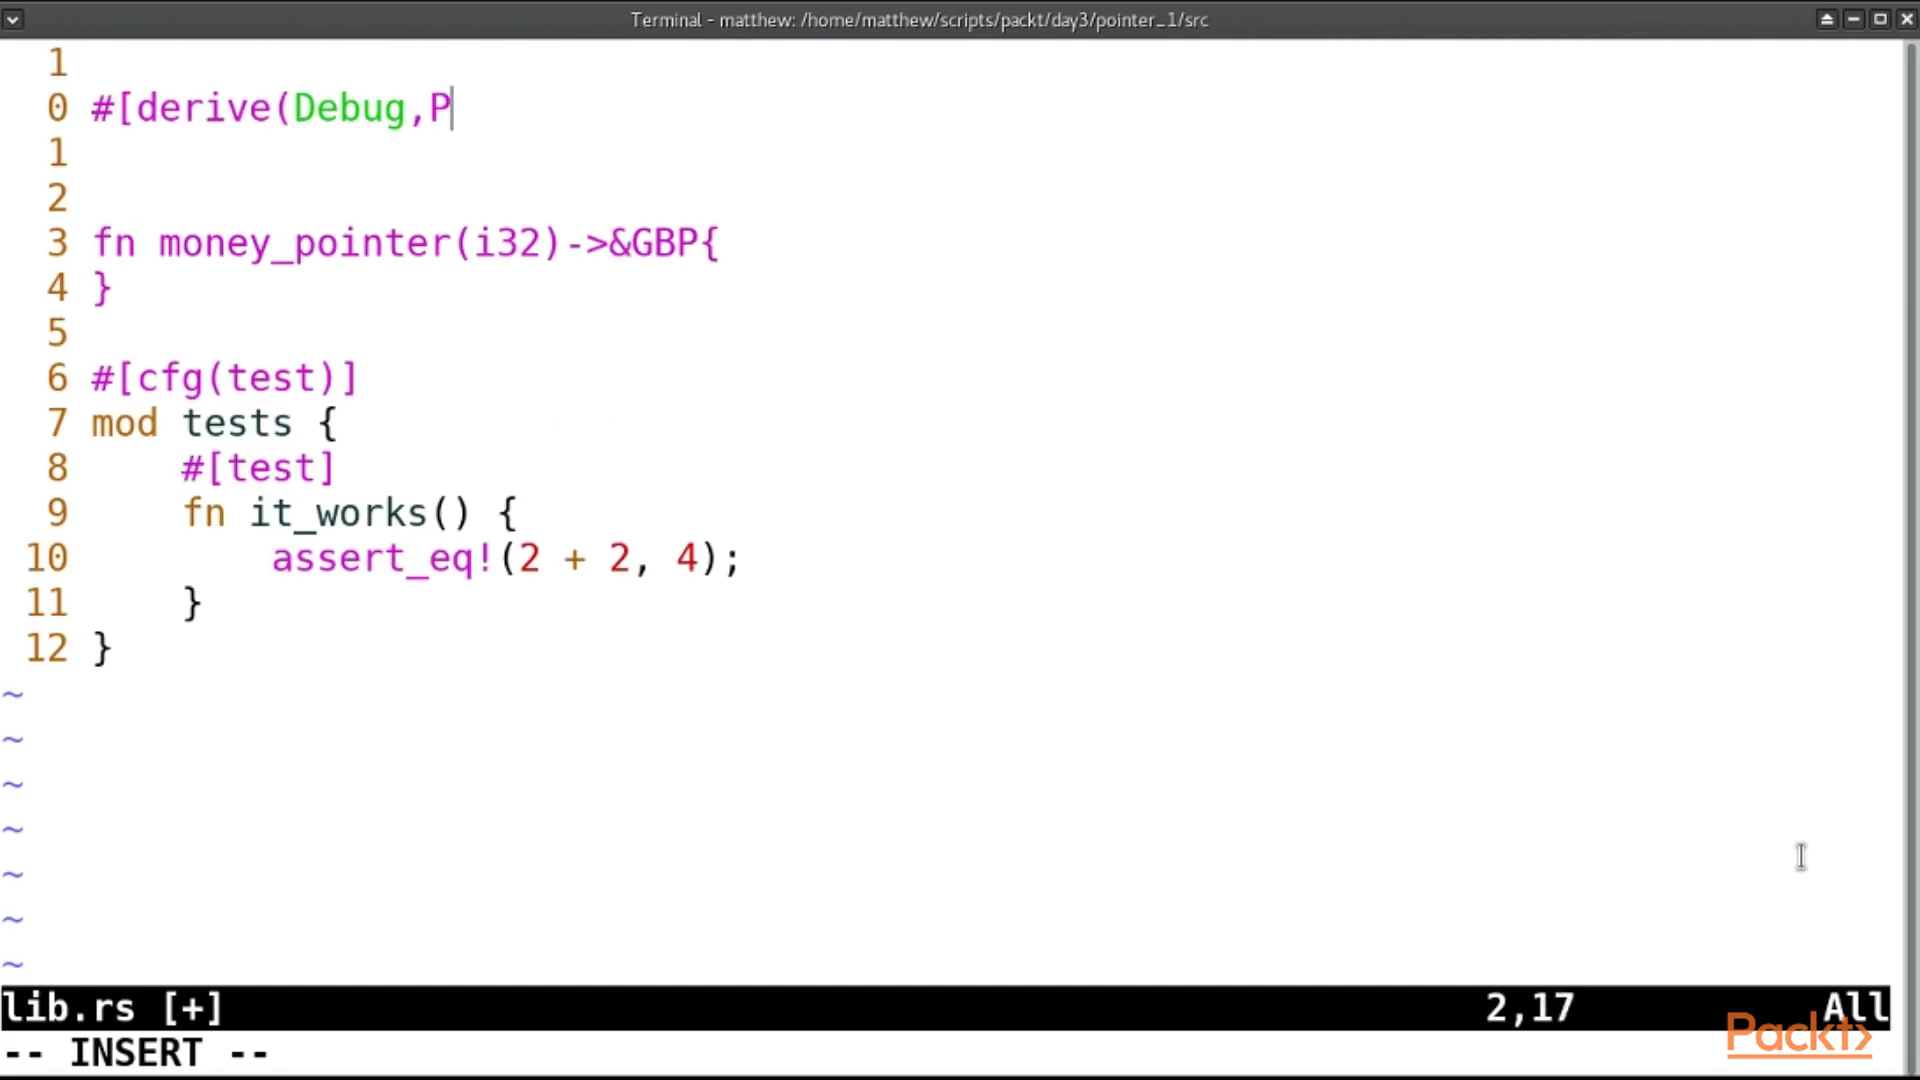 Terminal - matthew: /home/matthew/scripts/packt/day3/pointer_1/src
1
0 #[derive(Debug,P
1
2
3 fn money_pointer(i32)->&GBP{
4 }
5
6 #[cfg(test)]
7 mod tests {
8     #[test]
9     fn it_works() {
10         assert_eq!(2 + 2, 4);
11     }
12 }
~
~
~
~
~
~
~
lib.rs [+] 2,17 All
-- INSERT --
Packt>